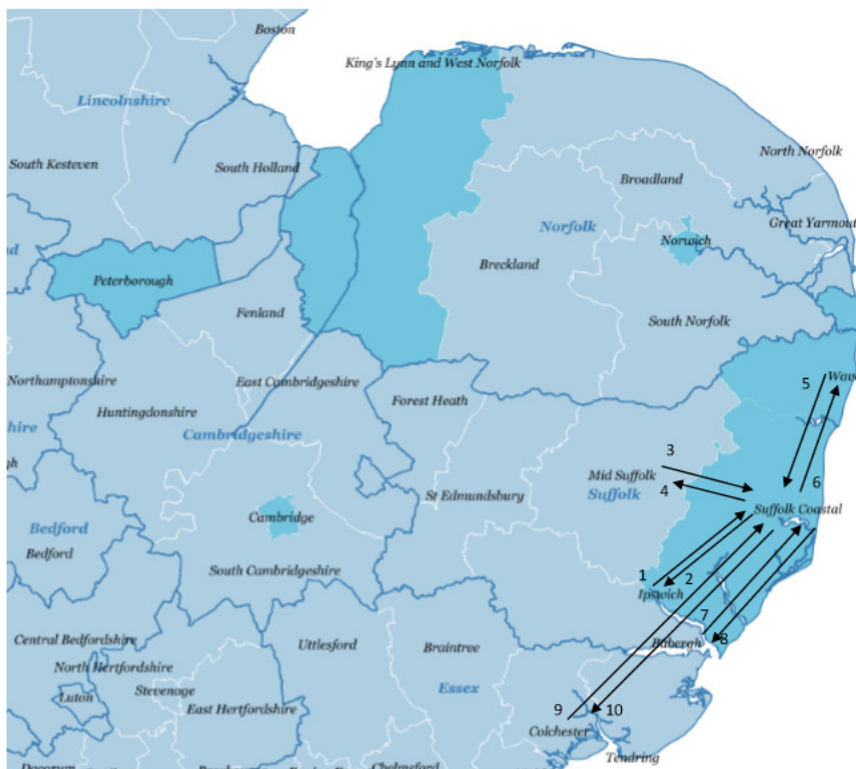 Boston
King's Lynn and West Norfolk
Lincolnshire
North Norfolk
South Kesteven
South Holland
Broadland
Great Yarmout
Norfolk
Norwich
Breckland
Peterborough
Fenland
South Norfolk
Northamptonshire
East Cambridgeshire
5
Wave
Forest Heath
Huntingdonshire
hire
Cambridgeshire
3
Mid Suffolk
6
4
St Edmundsbury
Suffolk
Suffolk Coastal
Cambridge
Bedford
Bedford
South Cambridgeshire
1
2
Ipswich
7
8
Babergh
Central Bedfordshire
Uttlesford
Braintree
North Hertfordshire
Luton
Stevenage
Essex
East Hertfordshire
9
10
Colchester
Tendring
Dacorum
Chelmsford